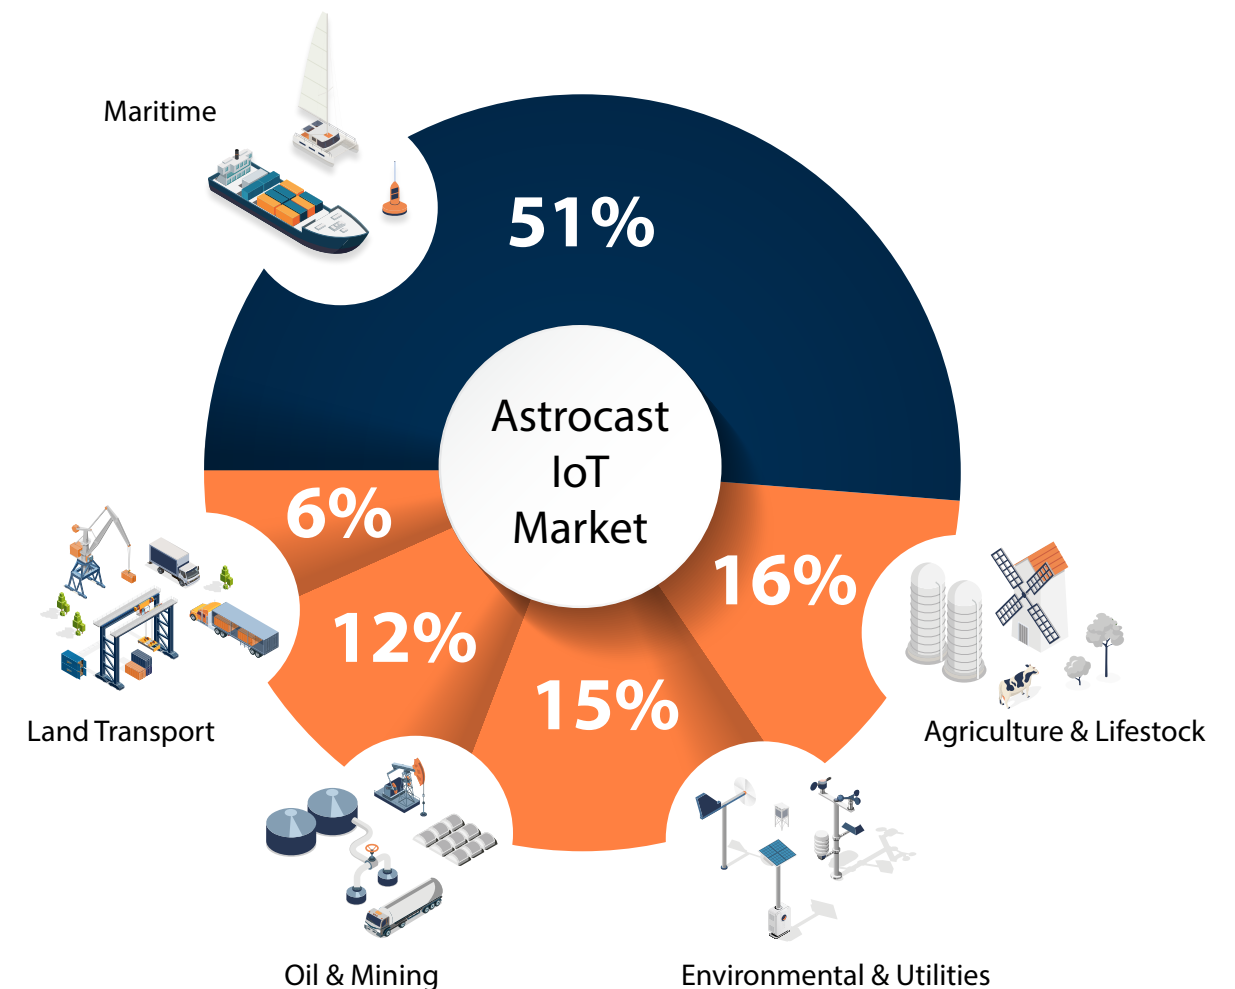 Maritime
51%
Astrocast
IoT
Market
6%
16%
12%
15%
Land Transport
Agriculture & Lifestock
Oil & Mining
Environmental & Utilities